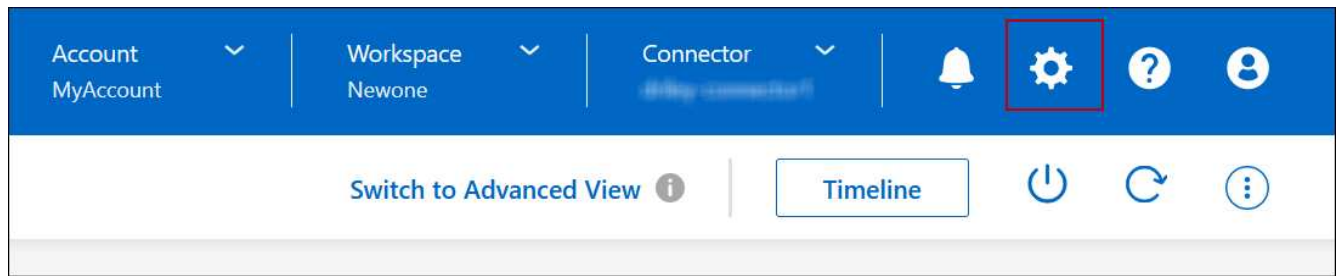 Account
MyAccount
Workspace
Newone
Connector
Switch to Advanced View
Timeline